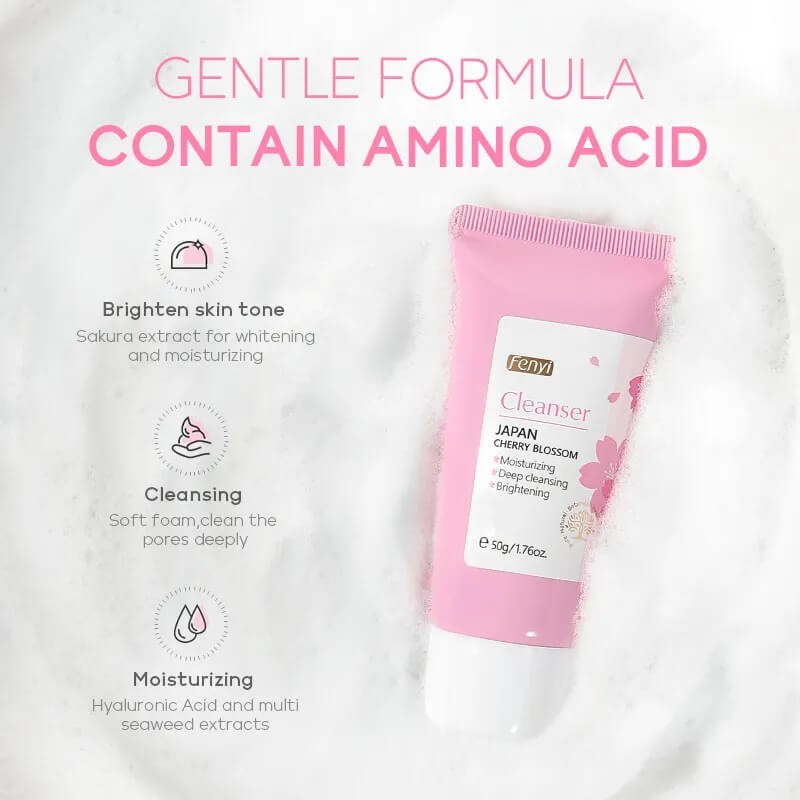 GENTLE FORMULA
CONTAIN AMINO ACID
Brighten skin tone
Sakura extract for whitening
and moisturizing
Cleansing
Soft foam,clean the
pores deeply
Moisturizing
Hyaluronic Acid and multi
seaweed extracts
Fenyi
Cleanser
JAPAN
CHERRY BLOSSOM
Moisturizing
Deep cleansing
Brightening
Natural
e 50g/1.76oz.